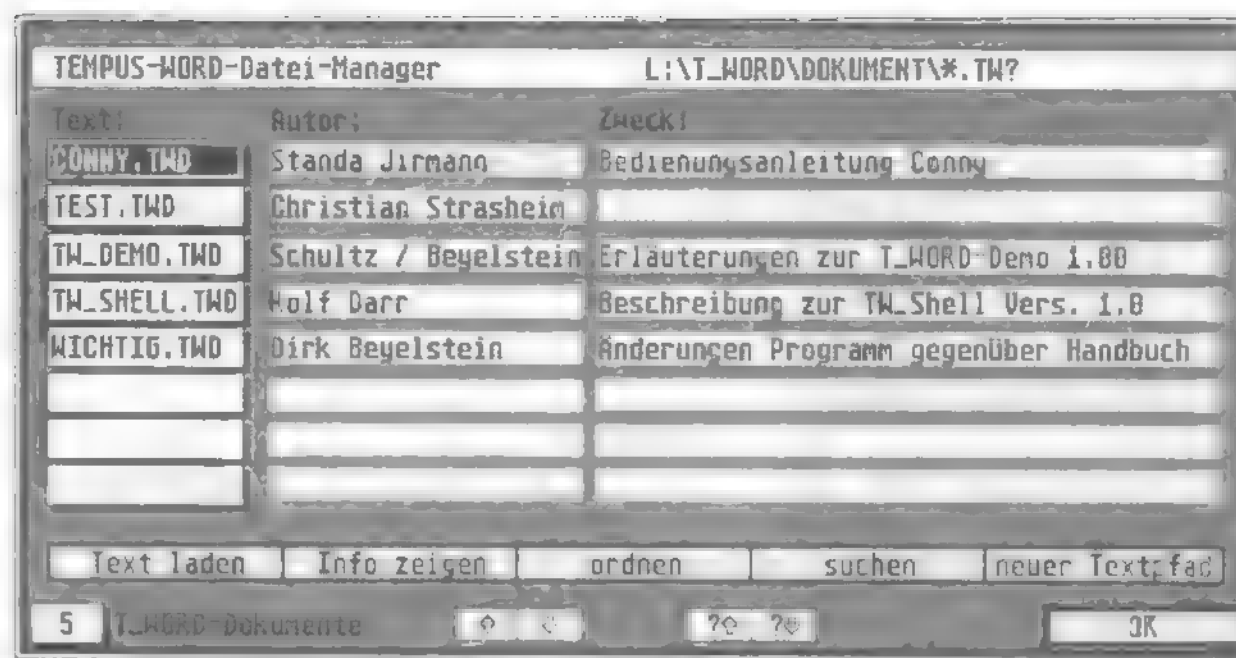 TEMPUS-WORD-Datei-Manager L:\T_WORD\DOKUMENT\*.TW?
Text: Autor: Zweck:
CONNY.TWD Standa Jirmann Bedienungsanleitung Conny
TEST.TWD Christian Strasheim
TW_DEMO.TWD Schultz / Beyelstein Erläuterungen zur T_WORD-Demo 1.00
TW_SHELL.TWD Wolf Darr Beschreibung zur TW_Shell Vers. 1.0
WICHTIG.TWD Dirk Beyelstein Änderungen Programm gegenüber Handbuch
Text laden Info zeigen ordnen suchen neuer Textpfad
5 T_WORD-Dokumente ⇧ ⇩ ?⇧ ?⇩ OK